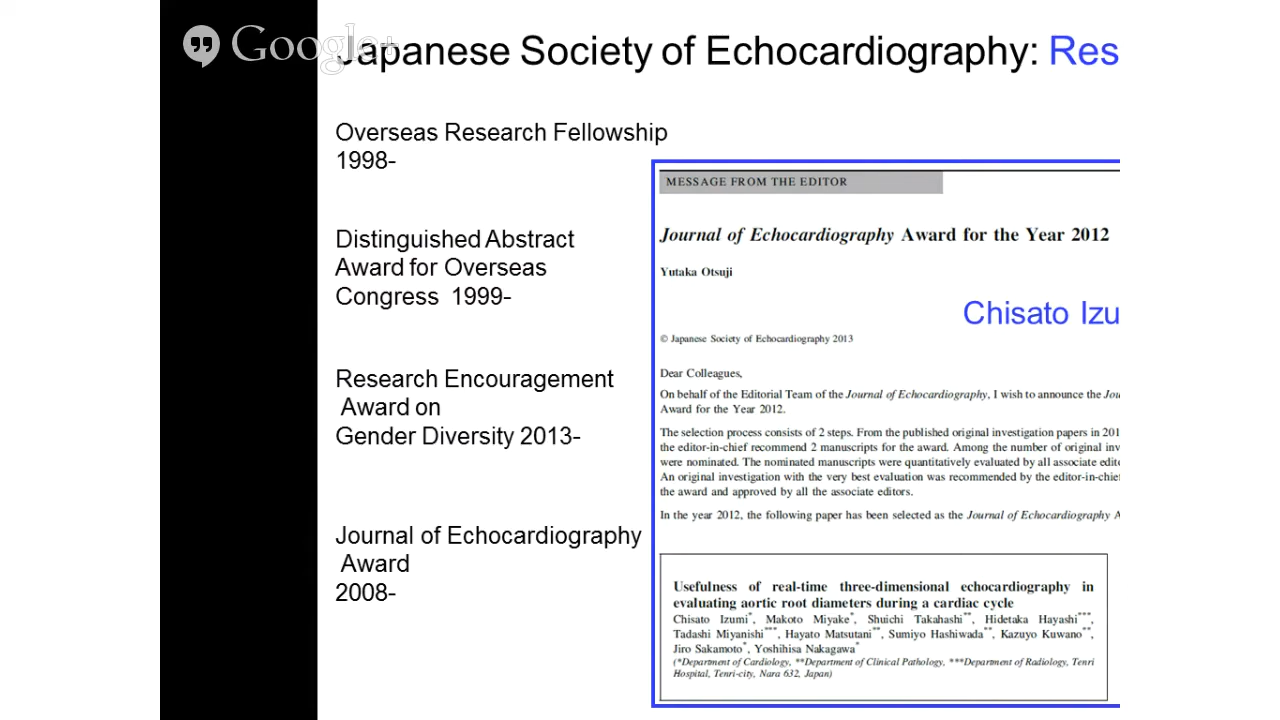 Google+
Japanese Society of Echocardiography: Res
Overseas Research Fellowship
1998-
Distinguished Abstract
Award for Overseas
Congress 1999-
Research Encouragement
Award on
Gender Diversity 2013-
Journal of Echocardiography
Award
2008-
MESSAGE FROM THE EDITOR
Journal of Echocardiography Award for the Year 2012
Yutaka Otsuji
Chisato Izu
© Japanese Society of Echocardiography 2013
Dear Colleagues,
On behalf of the Editorial Team of the Journal of Echocardiography, I wish to announce the Jou
Award for the Year 2012.
The selection process consists of 2 steps. From the published original investigation papers in 201
the editor-in-chief recommend 2 manuscripts for the award. Among the number of original inv
were nominated. The nominated manuscripts were quantitatively evaluated by all associate edito
An original investigation with the very best evaluation was recommended by the editor-in-chief
the award and approved by all the associate editors.
In the year 2012, the following paper has been selected as the Journal of Echocardiography A
Usefulness of real-time three-dimensional echocardiography in
evaluating aortic root diameters during a cardiac cycle
Chisato Izumi*, Makoto Miyake*, Shuichi Takahashi**, Hidetaka Hayashi***,
Tadashi Miyanishi***, Hayato Matsutani**, Sumiyo Hashiwada**, Kazuyo Kuwano**,
Jiro Sakamoto*, Yoshihisa Nakagawa*
(*Department of Cardiology, **Department of Clinical Pathology, ***Department of Radiology, Tenri
Hospital, Tenri-city, Nara 632, Japan)